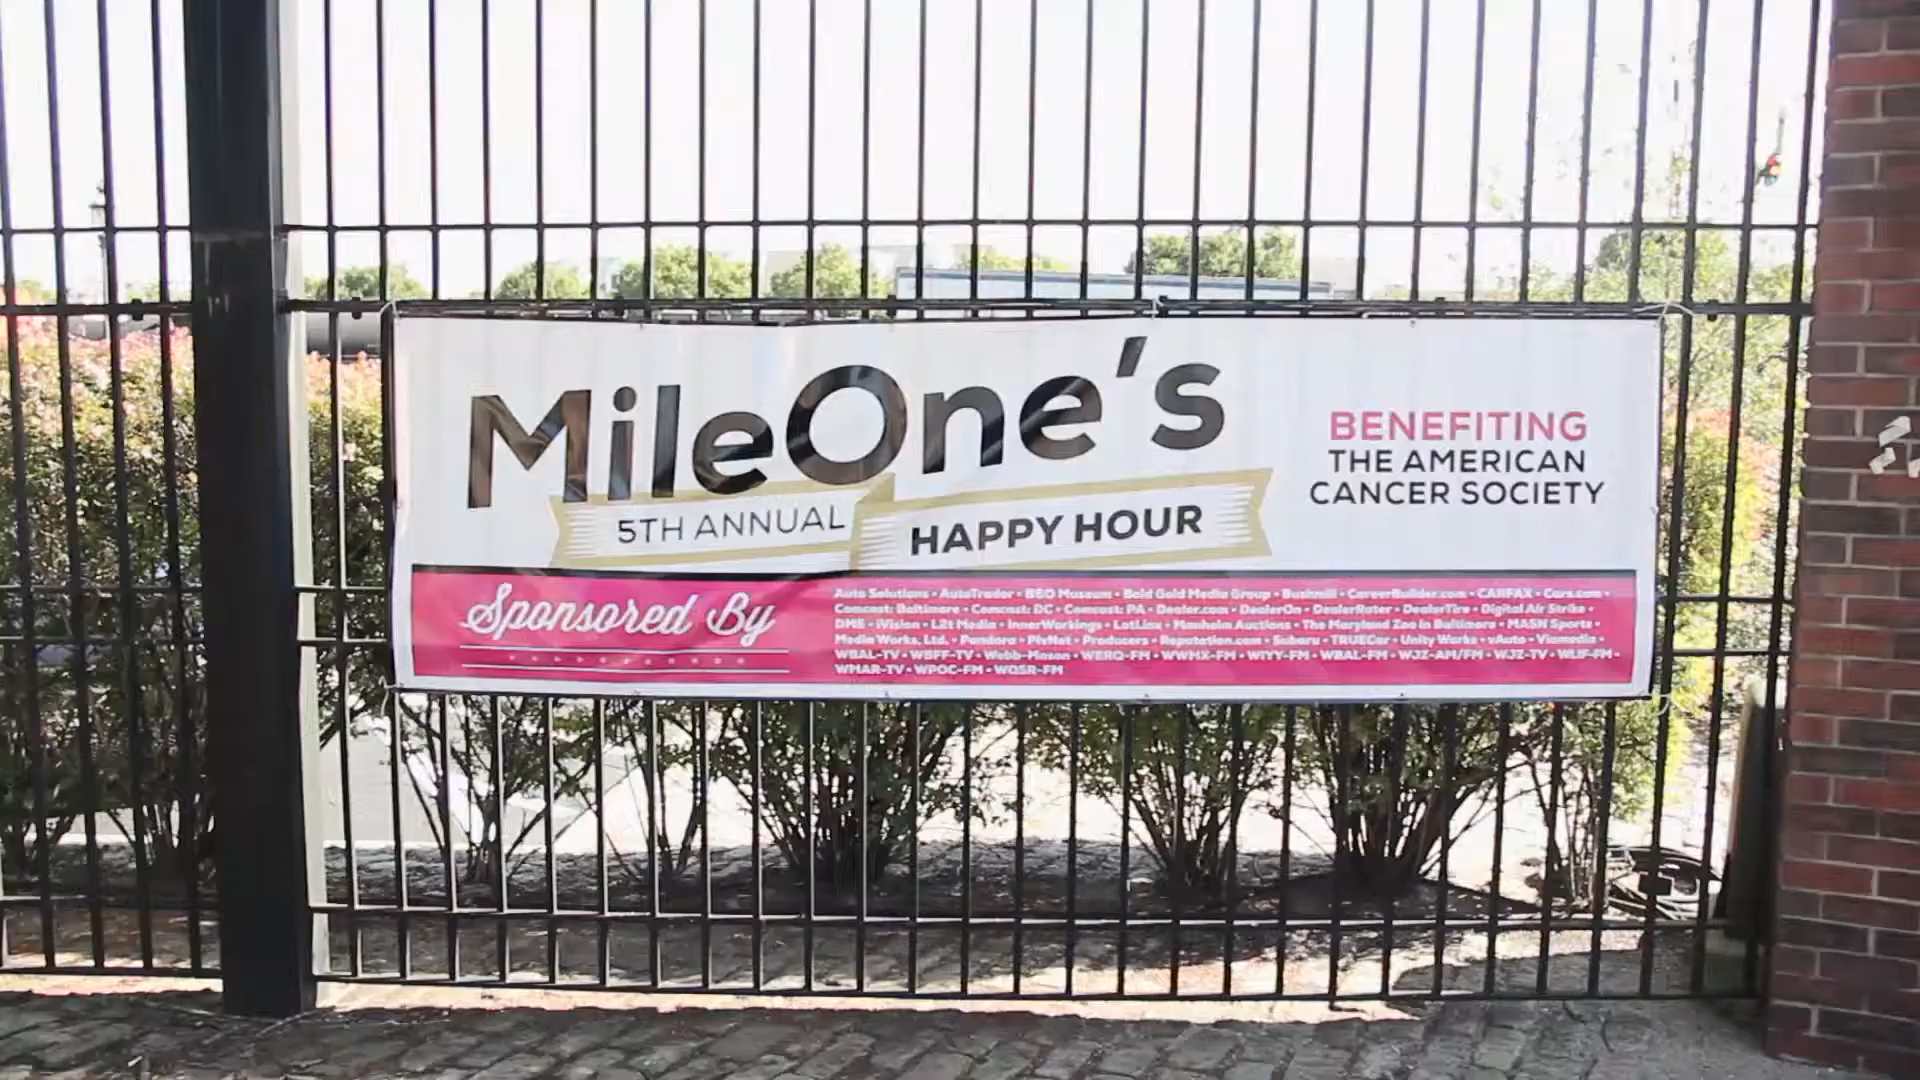 MileOne's
5TH ANNUAL HAPPY HOUR
BENEFITING
THE AMERICAN
CANCER SOCIETY
Sponsored By
Auto Solutions • AutoTrader • B&O Museum • Bold Gold Media Group • Bushmill • CareerBuilder.com • CARFAX • Cars.com •
Comcast: Baltimore • Comcast: DC • Comcast: PA • Dealer.com • DealerOn • DealerRater • DealerTire • Digital Air Strike •
DME • iVision • L2t Media • InnerWorkings • LotLinx • Manheim Auctions • The Maryland Zoo in Baltimore • MASN Sports •
Media Works, Ltd. • Pandora • PixMet • Producers • Reputation.com • Subaru • TRUECar • Unity Works • vAuto • Viamedia •
WBAL-TV • WBFF-TV • Webb-Mason • WERQ-FM • WWMX-FM • WIYY-FM • WBAL-FM • WJZ-AM/FM • WJZ-TV • WLIF-FM •
WMAR-TV • WPOC-FM • WQSR-FM